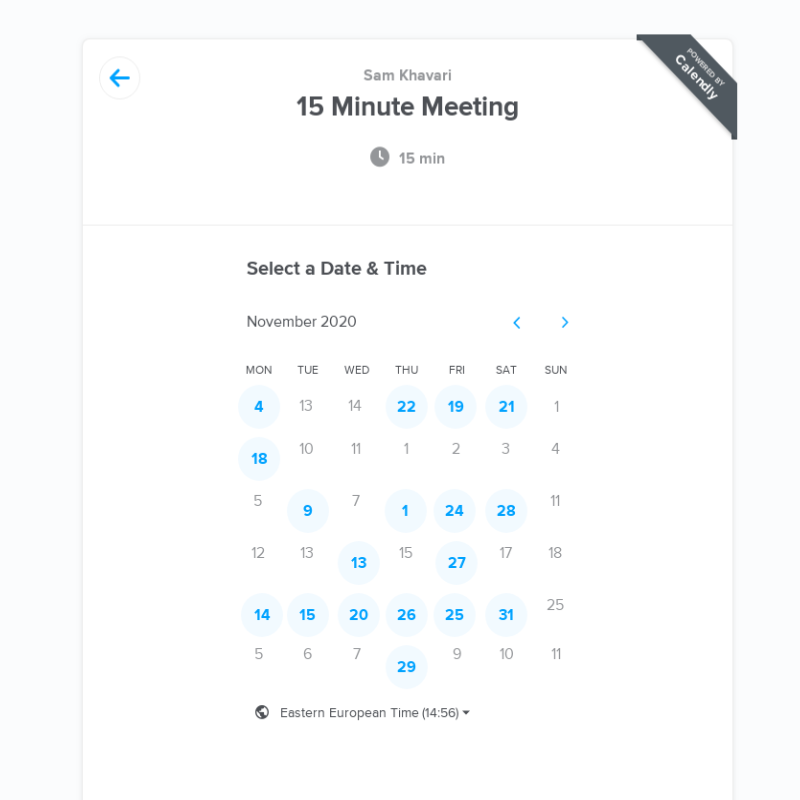 POWERED BY
Calendly
Sam Khavari
15 Minute Meeting
15 min
Select a Date & Time
November 2020
MON TUE WED THU FRI SAT SUN
4 13 14 22 19 21 1
18 10 11 1 2 3 4
5 9 7 1 24 28 11
12 13 13 15 27 17 18
14 15 20 26 25 31 25
5 6 7 29 9 10 11
Eastern European Time (14:56)